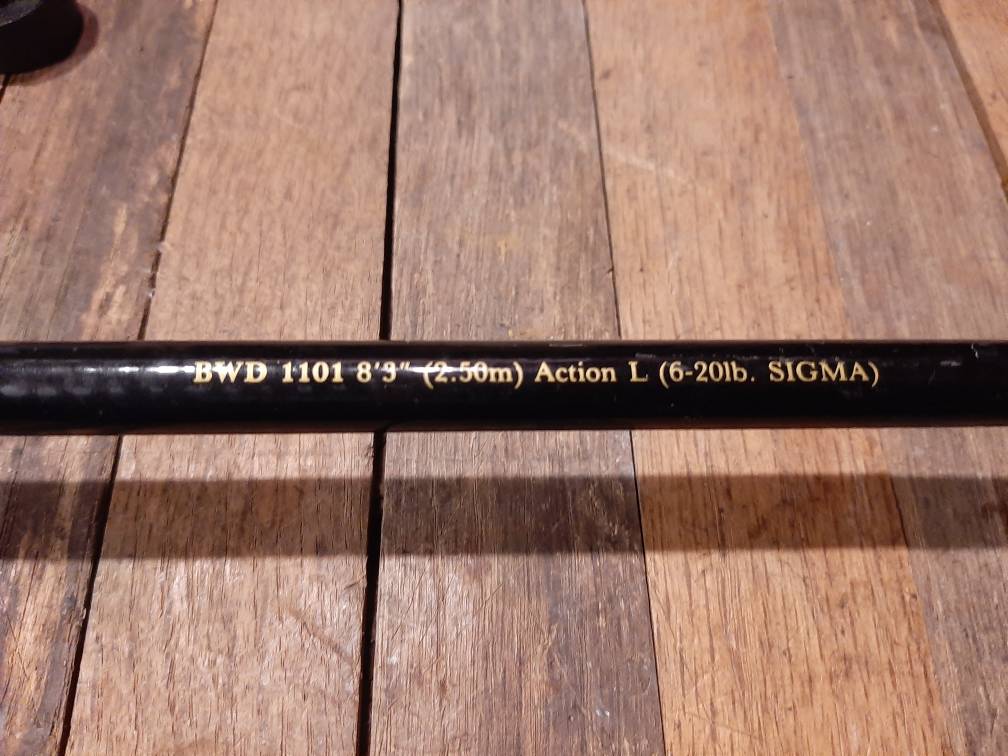 BWD 1101 8'3" (2.50m) Action L (6-20lb. SIGMA)